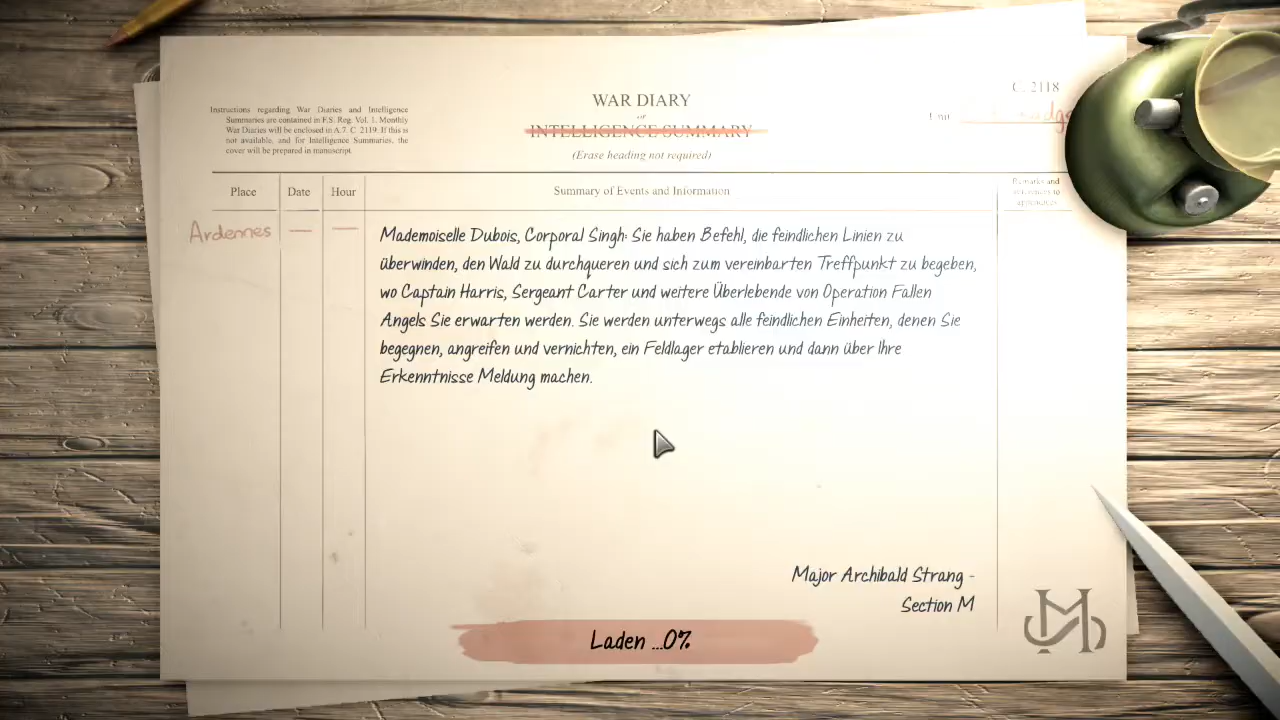 Instructions regarding War Diaries and Intelligence
Summaries are contained in F.S. Reg. Vol. 1. Monthly
War Diaries will be enclosed in A.7. C. 2119. If this is
not available, and for Intelligence Summaries, the
cover will be prepared in manuscript.
WAR DIARY
or
INTELLIGENCE SUMMARY
(Erase heading not required)
C. 2118
Unit
Place
Date
Hour
Summary of Events and Information
Remarks and
references to
appendices
Ardennes
—
—
Mademoiselle Dubois, Corporal Singh: Sie haben Befehl, die feindlichen Linien zu
überwinden, den Wald zu durchqueren und sich zum vereinbarten Treffpunkt zu begeben,
wo Captain Harris, Sergeant Carter und weitere Überlebende von Operation Fallen
Angels Sie erwarten werden. Sie werden unterwegs alle feindlichen Einheiten, denen Sie
begegnen, angreifen und vernichten, ein Feldlager etablieren und dann über Ihre
Erkenntnisse Meldung machen.
Major Archibald Strang -
Section M
Laden ...0%